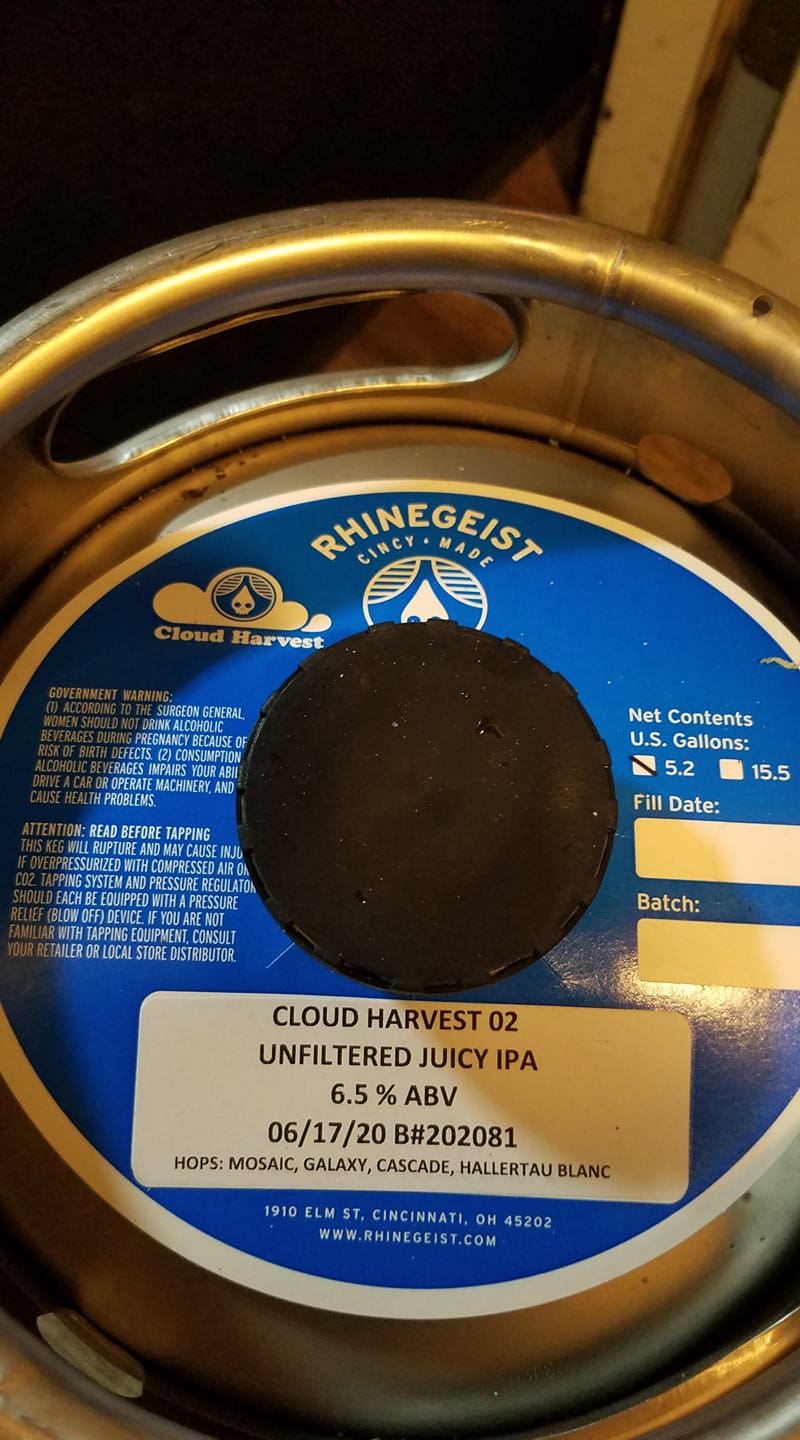 RHINEGEIST
CINCY • MADE
Cloud Harvest
GOVERNMENT WARNING:
(1) ACCORDING TO THE SURGEON GENERAL,
WOMEN SHOULD NOT DRINK ALCOHOLIC
BEVERAGES DURING PREGNANCY BECAUSE OF
RISK OF BIRTH DEFECTS. (2) CONSUMPTION
ALCOHOLIC BEVERAGES IMPAIRS YOUR ABI
DRIVE A CAR OR OPERATE MACHINERY, AND
CAUSE HEALTH PROBLEMS.
ATTENTION: READ BEFORE TAPPING
THIS KEG WILL RUPTURE AND MAY CAUSE INJU
IF OVERPRESSURIZED WITH COMPRESSED AIR OR
CO2. TAPPING SYSTEM AND PRESSURE REGULATOR
SHOULD EACH BE EQUIPPED WITH A PRESSURE
RELIEF (BLOW OFF) DEVICE. IF YOU ARE NOT
FAMILIAR WITH TAPPING EQUIPMENT, CONSULT
YOUR RETAILER OR LOCAL STORE DISTRIBUTOR.
Net Contents
U.S. Gallons:
5.2 15.5
Fill Date:
Batch:
CLOUD HARVEST 02
UNFILTERED JUICY IPA
6.5 % ABV
06/17/20 B#202081
HOPS: MOSAIC, GALAXY, CASCADE, HALLERTAU BLANC
1910 ELM ST, CINCINNATI, OH 45202
WWW.RHINEGEIST.COM